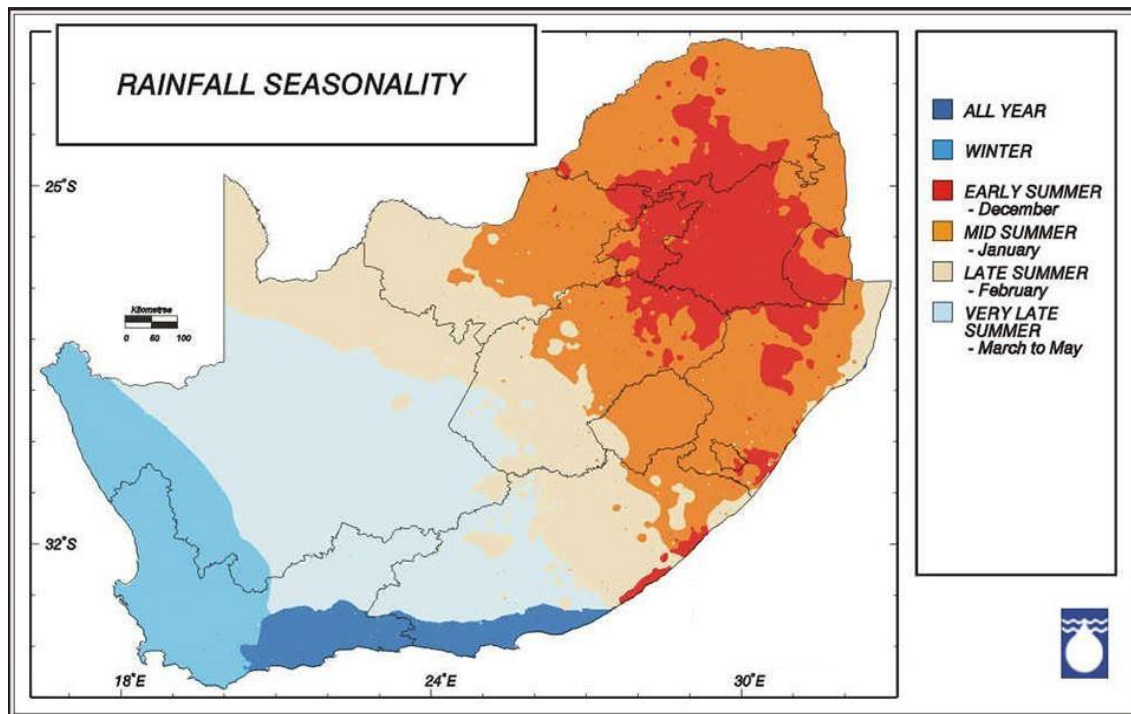 RAINFALL SEASONALITY
ALL YEAR
WINTER
EARLY SUMMER
- December
MID SUMMER
- January
LATE SUMMER
- February
VERY LATE
SUMMER
- March to May
25°S
Kilometres
0 50 100
32°S
18°E
24°E
30°E